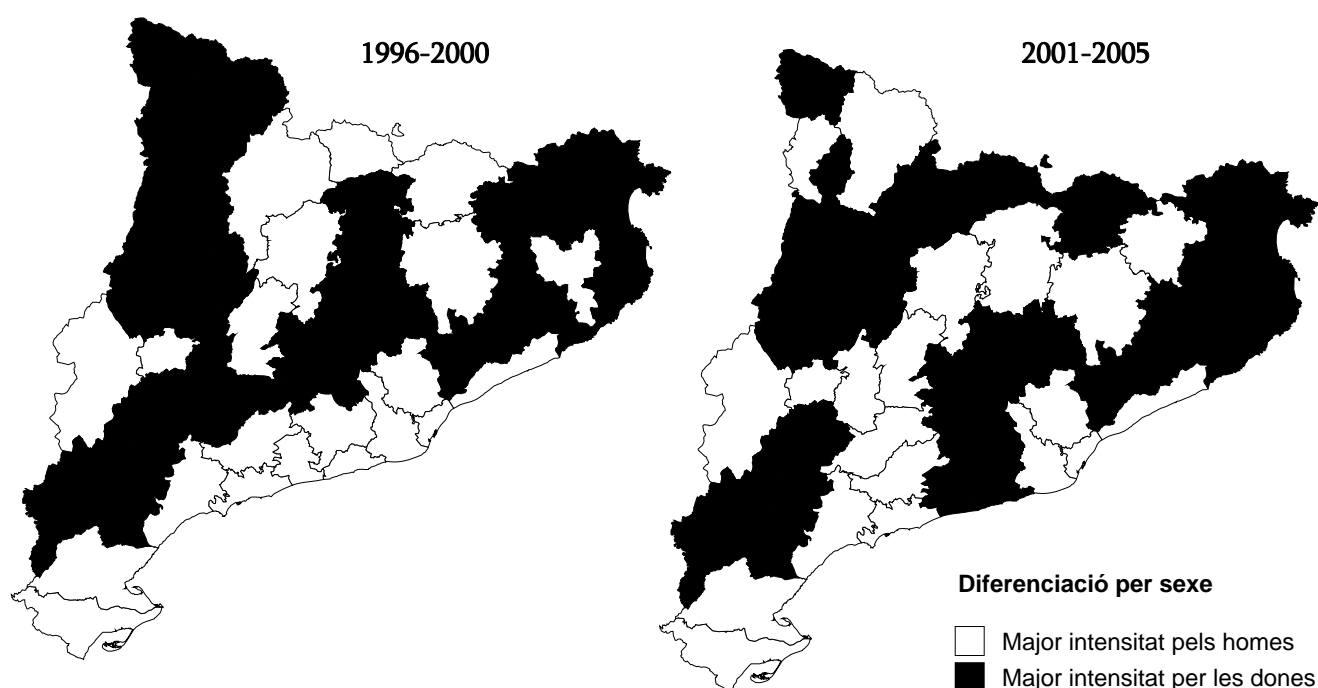 1996-2000
2001-2005
Diferenciació per sexe
Major intensitat pels homes
Major intensitat per les dones